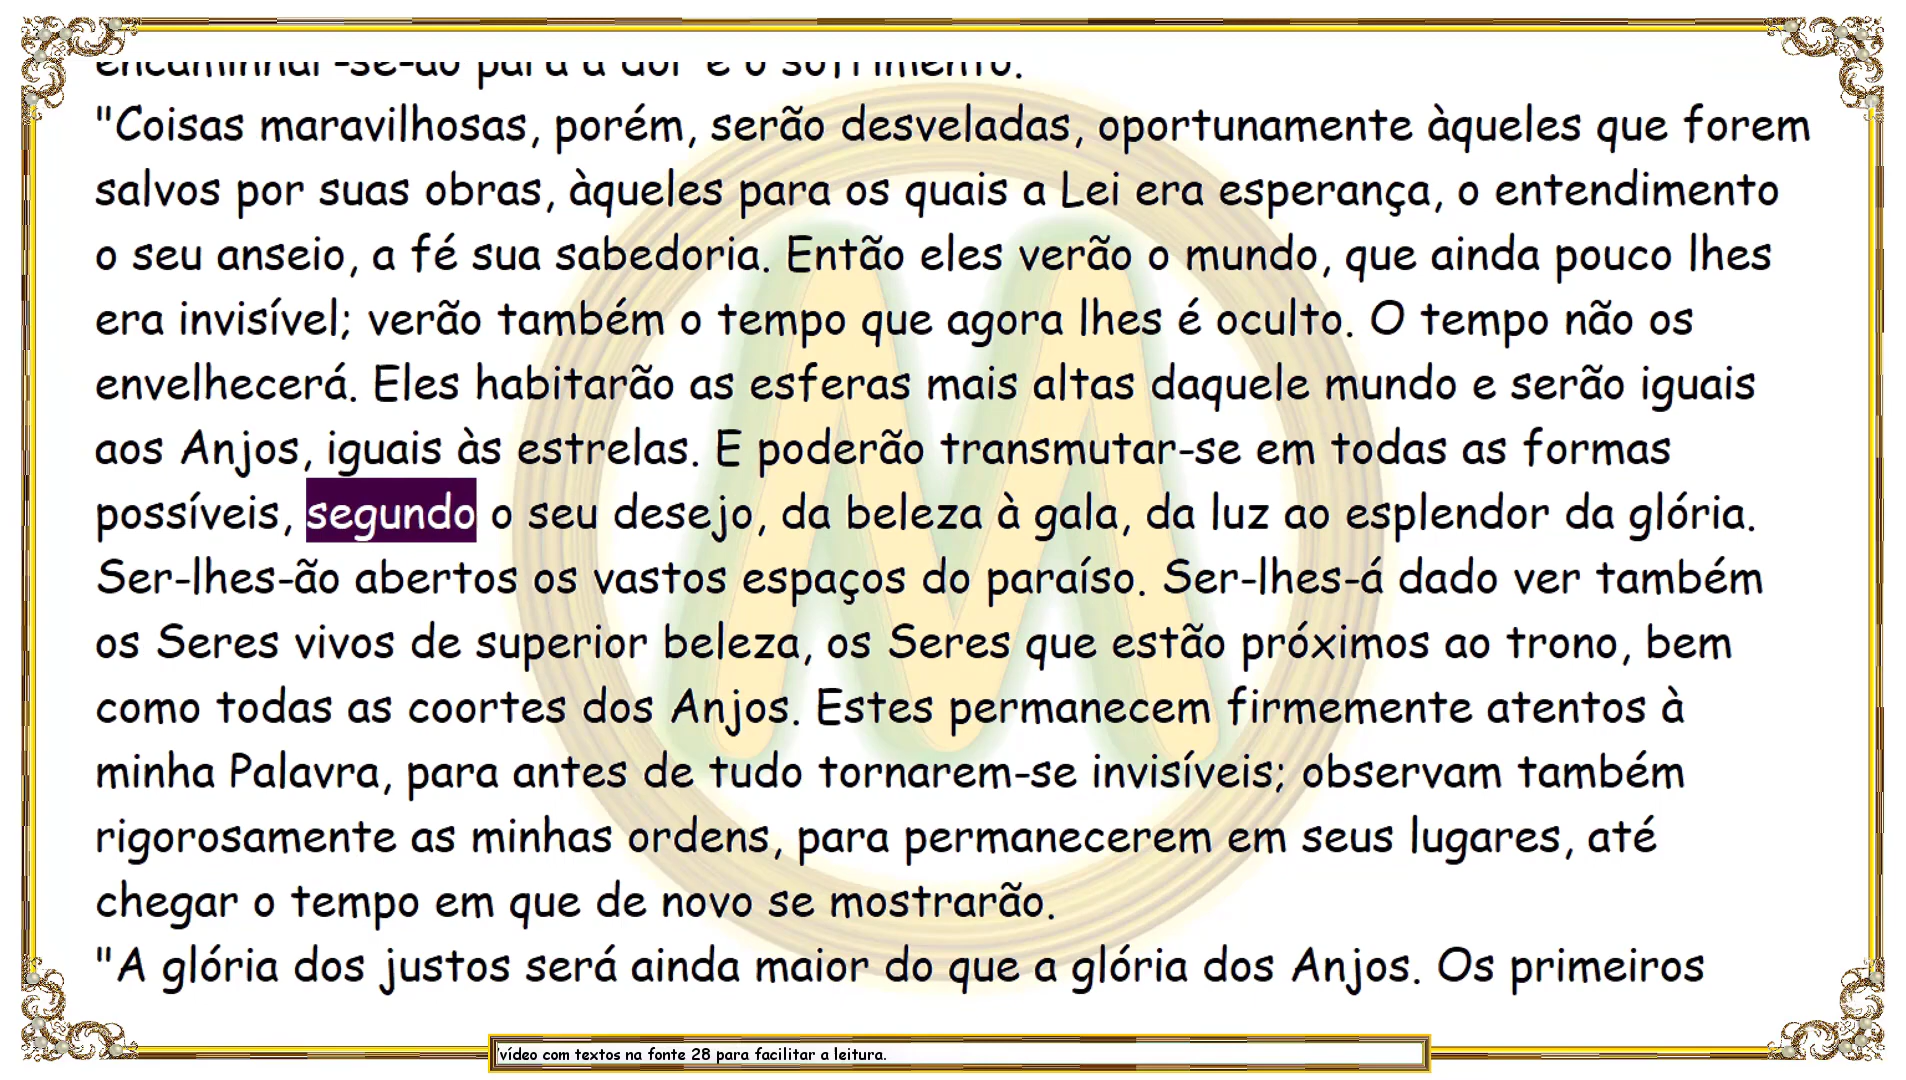 encaminhar-se-ão para a dor e o sofrimento.
"Coisas maravilhosas, porém, serão desveladas, oportunamente àqueles que forem
salvos por suas obras, àqueles para os quais a Lei era esperança, o entendimento
o seu anseio, a fé sua sabedoria. Então eles verão o mundo, que ainda pouco lhes
era invisível; verão também o tempo que agora lhes é oculto. O tempo não os
envelhecerá. Eles habitarão as esferas mais altas daquele mundo e serão iguais
aos Anjos, iguais às estrelas. E poderão transmutar-se em todas as formas
possíveis, segundo o seu desejo, da beleza à gala, da luz ao esplendor da glória.
Ser-lhes-ão abertos os vastos espaços do paraíso. Ser-lhes-á dado ver também
os Seres vivos de superior beleza, os Seres que estão próximos ao trono, bem
como todas as coortes dos Anjos. Estes permanecem firmemente atentos à
minha Palavra, para antes de tudo tornarem-se invisíveis; observam também
rigorosamente as minhas ordens, para permanecerem em seus lugares, até
chegar o tempo em que de novo se mostrarão.
"A glória dos justos será ainda maior do que a glória dos Anjos. Os primeiros
vídeo com textos na fonte 28 para facilitar a leitura.